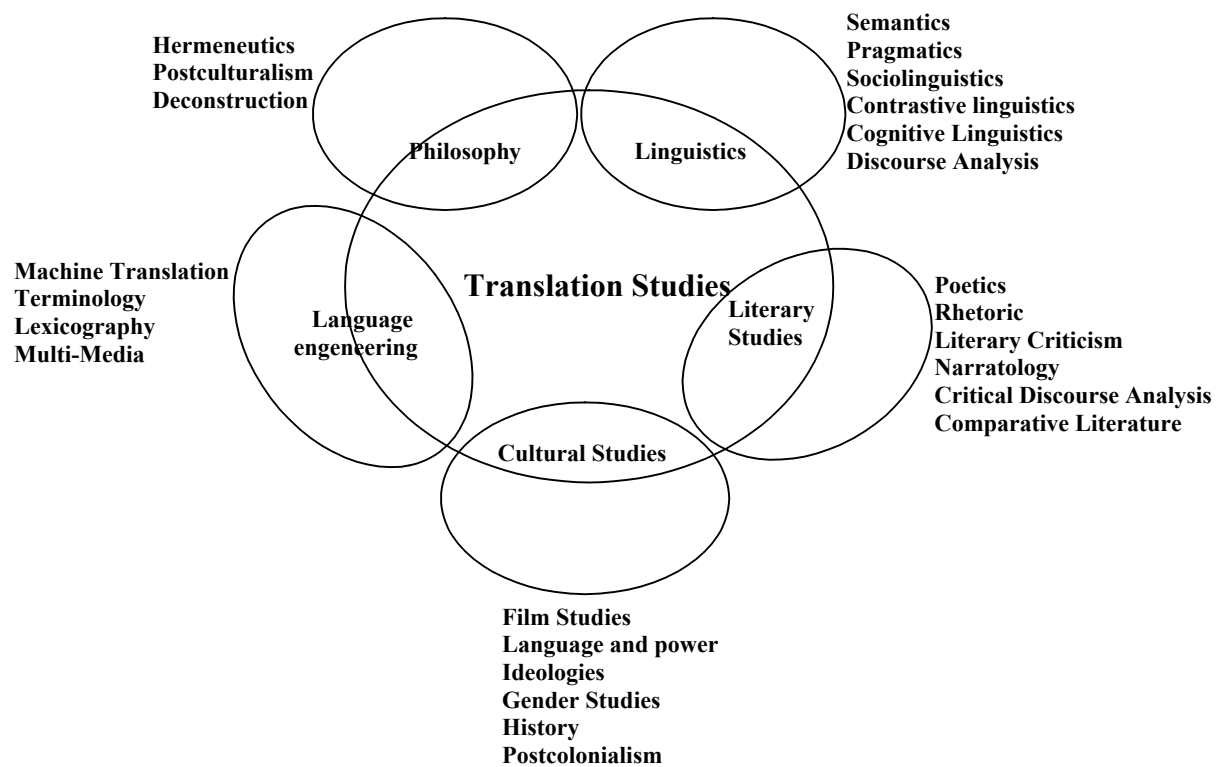 Hermeneutics
Postculturalism
Deconstruction
Semantics
Pragmatics
Sociolinguistics
Contrastive linguistics
Cognitive Linguistics
Discourse Analysis
Philosophy
Linguistics
Machine Translation
Terminology
Lexicography
Multi-Media
Language
engeneering
Translation Studies
Literary
Studies
Poetics
Rhetoric
Literary Criticism
Narratology
Critical Discourse Analysis
Comparative Literature
Cultural Studies
Film Studies
Language and power
Ideologies
Gender Studies
History
Postcolonialism